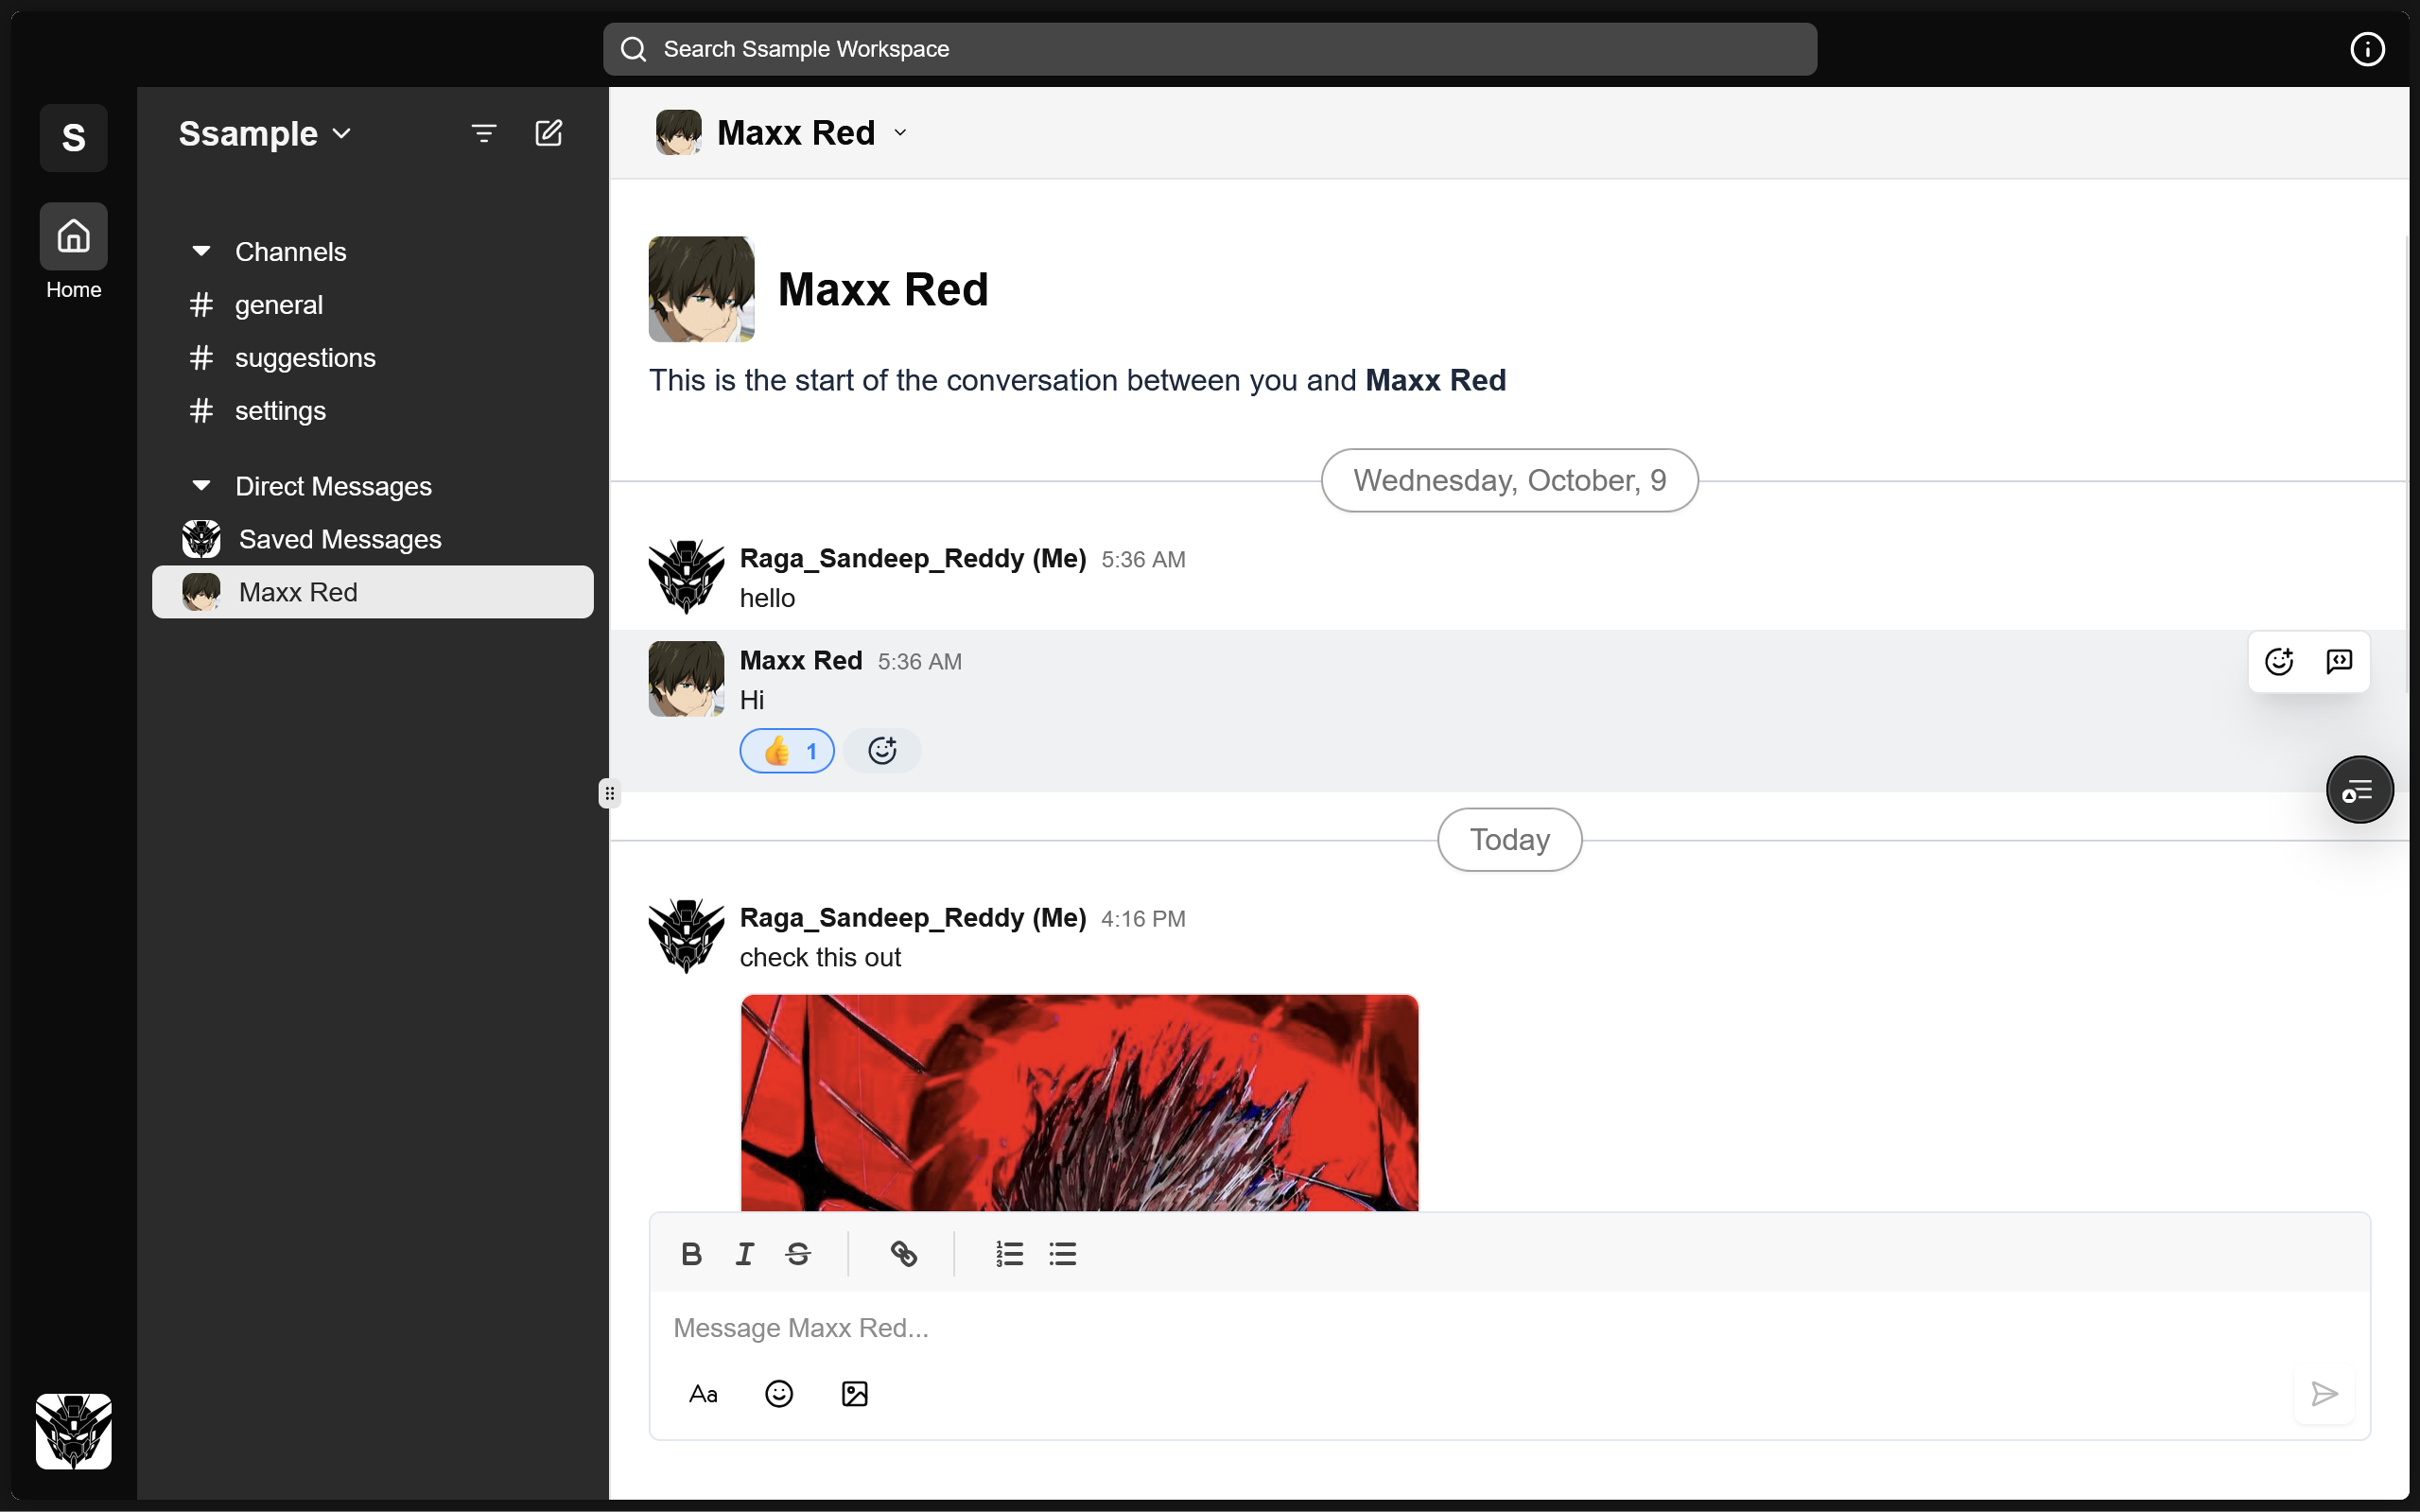 Search Ssample Workspace
S
Home
Ssample
Channels
# general
# suggestions
# settings
Direct Messages
Saved Messages
Maxx Red
Maxx Red
Maxx Red
This is the start of the conversation between you and Maxx Red
Wednesday, October, 9
Raga_Sandeep_Reddy (Me) 5:36 AM
hello
Maxx Red 5:36 AM
Hi
👍 1
Today
Raga_Sandeep_Reddy (Me) 4:16 PM
check this out
B I S
Message Maxx Red...
Aa